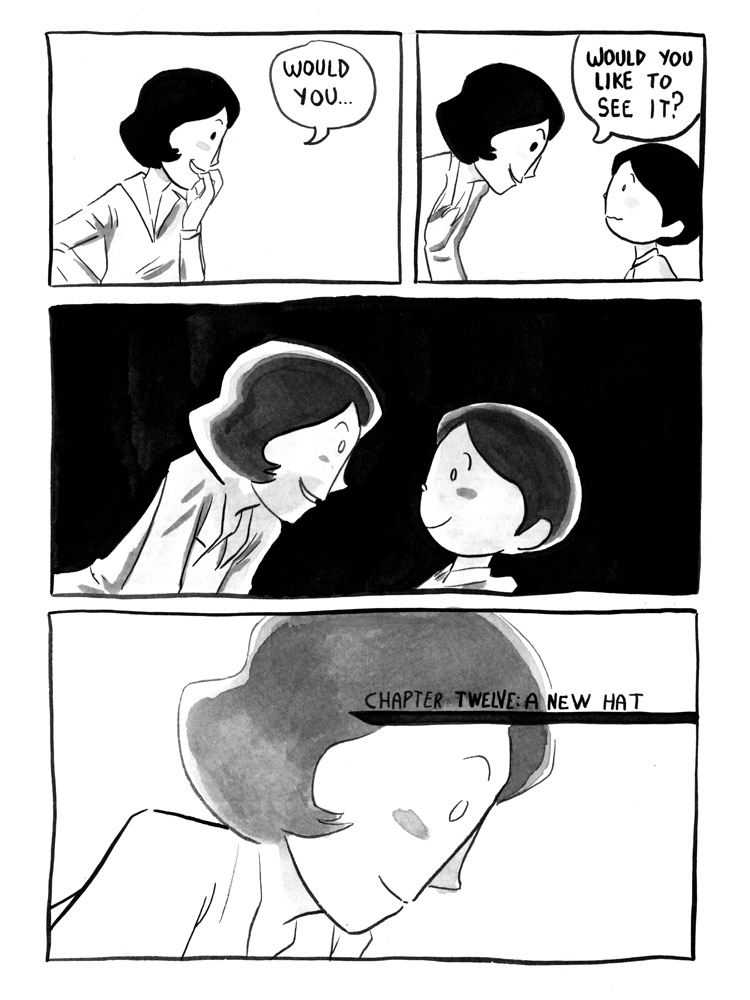 WOULD
YOU...
WOULD YOU
LIKE TO
SEE IT?
CHAPTER TWELVE: A NEW HAT